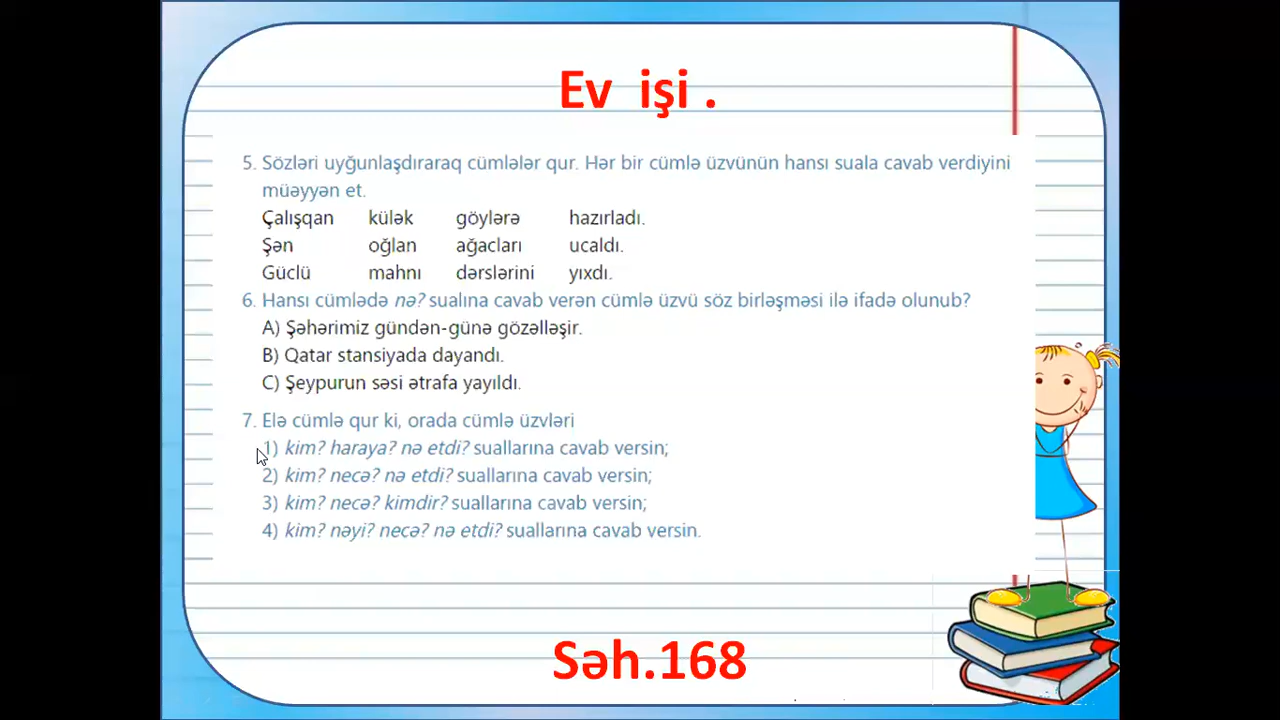 Ev işi .
5. Sözləri uyğunlaşdıraraq cümlələr qur. Hər bir cümlə üzvünün hansı suala cavab verdiyini
müəyyən et.
Çalışqan külək göylərə hazırladı.
Şən oğlan ağacları ucaldı.
Güclü mahnı dərslərini yıxdı.
6. Hansı cümlədə nə? sualına cavab verən cümlə üzvü söz birləşməsi ilə ifadə olunub?
A) Şəhərimiz gündən-günə gözəlləşir.
B) Qatar stansiyada dayandı.
C) Şeypurun səsi ətrafa yayıldı.
7. Elə cümlə qur ki, orada cümlə üzvləri
1) kim? haraya? nə etdi? suallarına cavab versin;
2) kim? necə? nə etdi? suallarına cavab versin;
3) kim? necə? kimdir? suallarına cavab versin;
4) kim? nəyi? necə? nə etdi? suallarına cavab versin.
Səh.168